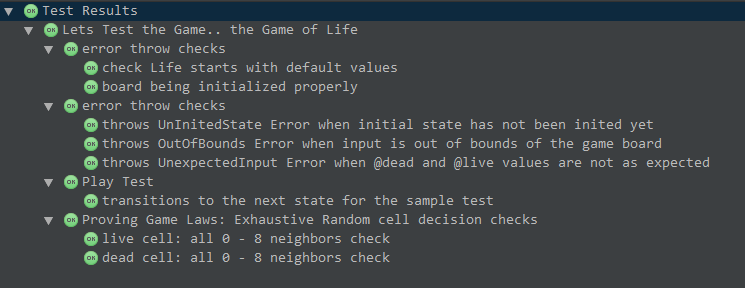 Test Results
OK Lets Test the Game.. the Game of Life
OK error throw checks
OK check Life starts with default values
OK board being initialized properly
OK error throw checks
OK throws UnInitedState Error when initial state has not been inited yet
OK throws OutOfBounds Error when input is out of bounds of the game board
OK throws UnexpectedInput Error when @dead and @live values are not as expected
OK Play Test
OK transitions to the next state for the sample test
OK Proving Game Laws: Exhaustive Random cell decision checks
OK live cell: all 0 - 8 neighbors check
OK dead cell: all 0 - 8 neighbors check